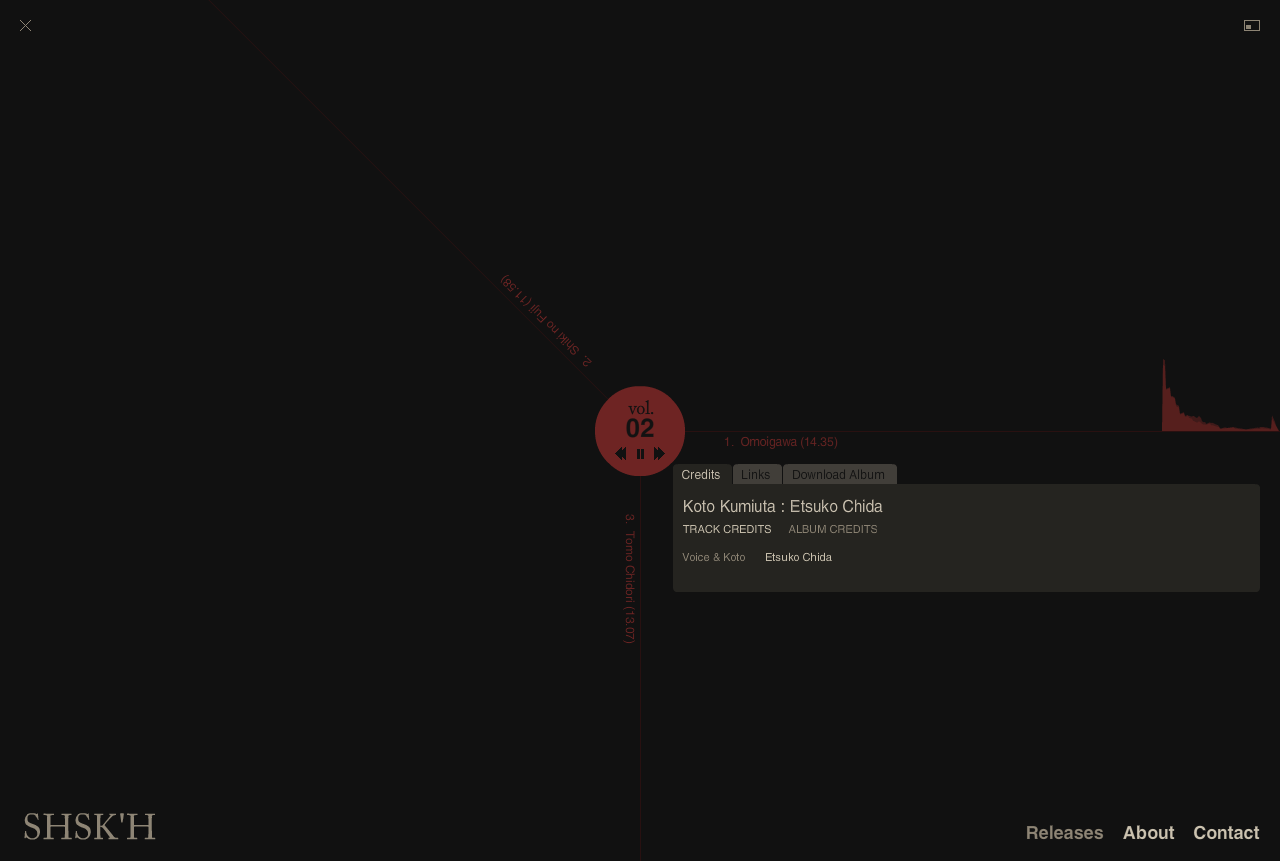 2. Shiki no Fuji (11.58)
vol.
02
1. Omoigawa (14.35)
Credits
Links
Download Album
Koto Kumiuta : Etsuko Chida
TRACK CREDITS
ALBUM CREDITS
Voice & Koto
Etsuko Chida
3. Tomo Chidori (13.07)
SHSK'H
Releases
About
Contact